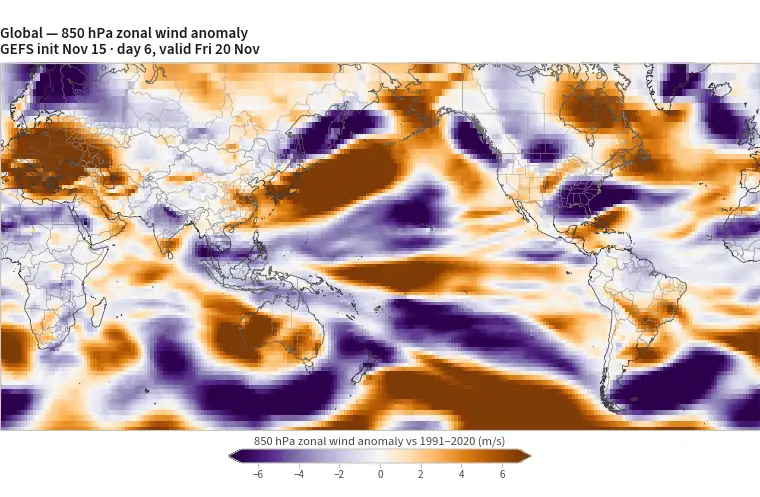 Global — 850 hPa zonal wind anomaly
GEFS init Nov 15 · day 6, valid Fri 20 Nov
850 hPa zonal wind anomaly vs 1991–2020 (m/s)
−6 −4 −2 0 2 4 6